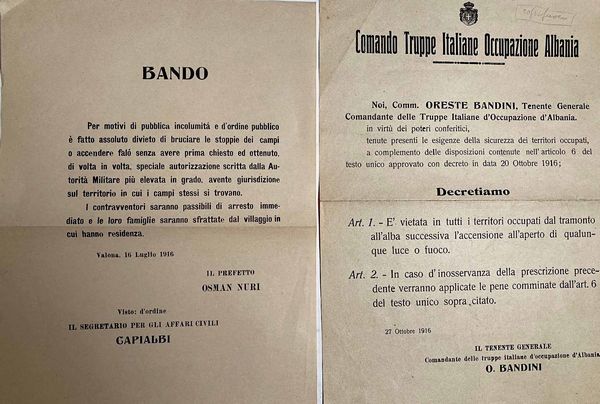 BANDO
Per motivi di pubblica incolumità e d'ordine pubblico
è fatto assoluto divieto di bruciare le stoppie dei campi
o accendere faló senza avere prima chiesto ed ottenuto,
di volta in volta, speciale autorizzazione scritta dalla Au-
torità Militare più elevata in grado, avente giurisdizione
sul territorio in cui i campi stessi si trovano.
I contravventori saranno passibili di arresto imme-
diato e le loro famiglie saranno sfrattate dal villaggio in
cui hanno residenza.
Valona, 16 Luglio 1916
IL PREFETTO
OSMAN NURI
Visto: d'ordine
IL SEGRETARIO PER GLI AFFARI CIVILI
CAPIALBI
Comando Truppe Italiane Occupazione Albania
Noi, Comm. ORESTE BANDINI, Tenente Generale
Comandante delle Truppe Italiane d'Occupazione d'Albania.
in virtù dei poteri conferitici,
tenute presenti le esigenze della sicurezza dei territori occupati,
a complemento delle disposizioni contenute nell'articolo 6 del
testo unico approvato con decreto in data 20 Ottobre 1916;
Decretiamo
Art. 1. - E' vietata in tutti i territori occupati dal tramonto
all'alba successiva l'accensione all'aperto di qualun-
que luce o fuoco.
Art. 2. - In caso d'inosservanza della prescrizione prece-
dente verranno applicate le pene comminate dall'art. 6
del testo unico sopra citato.
27 Ottobre 1916
IL TENENTE GENERALE
Comandante delle truppe italiane d'occupazione d'Albania
O. BANDINI